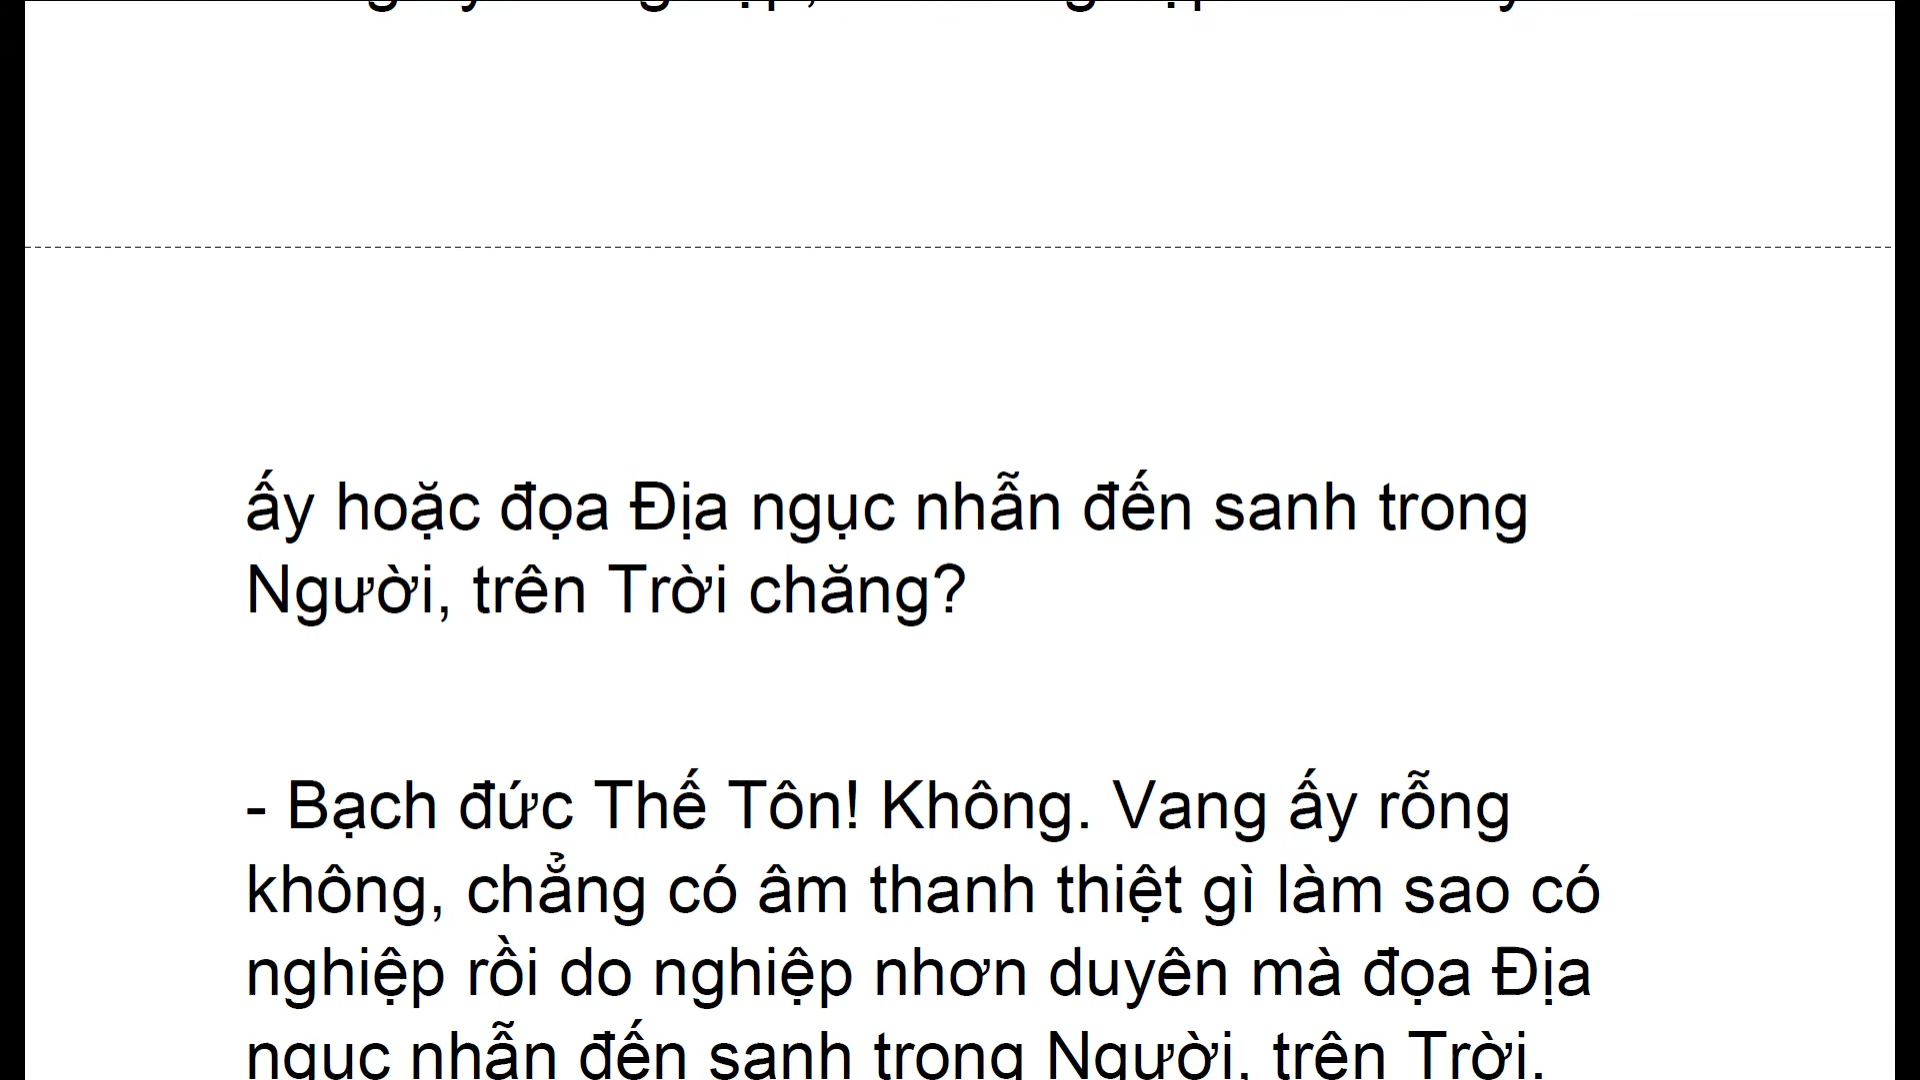 ấy hoặc đọa Địa ngục nhẫn đến sanh trong
Người, trên Trời chăng?
- Bạch đức Thế Tôn! Không. Vang ấy rỗng
không, chẳng có âm thanh thiệt gì làm sao có
nghiệp rồi do nghiệp nhơn duyên mà đọa Địa
ngục nhẫn đến sanh trong Người, trên Trời.